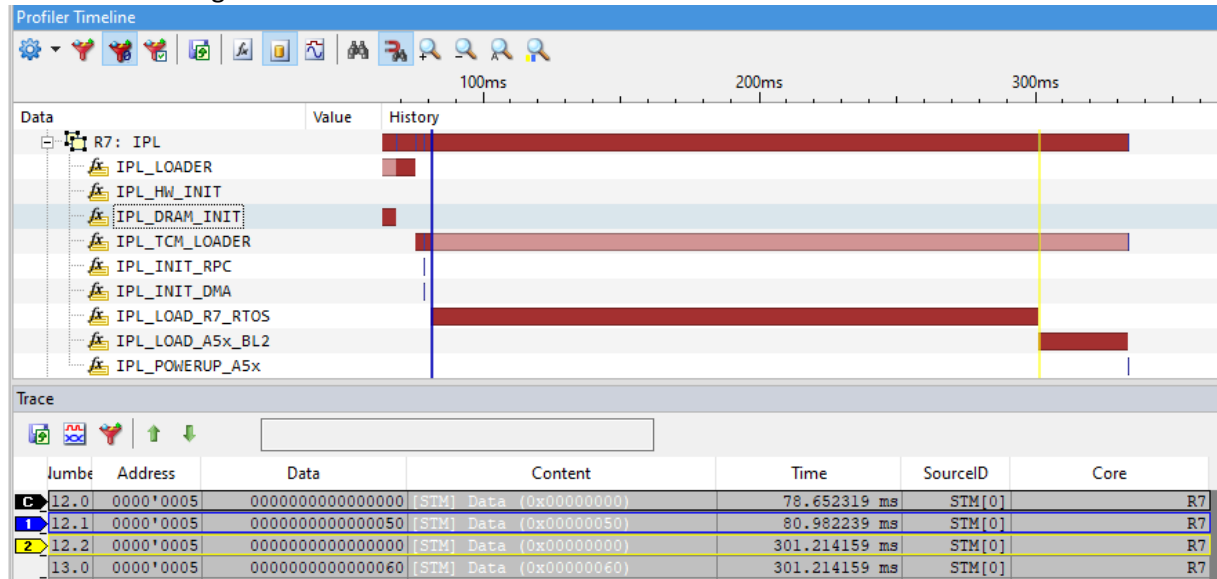 Profiler Timeline
100ms 200ms 300ms
Data Value History
R7: IPL
IPL_LOADER
IPL_HW_INIT
IPL_DRAM_INIT
IPL_TCM_LOADER
IPL_INIT_RPC
IPL_INIT_DMA
IPL_LOAD_R7_RTOS
IPL_LOAD_A5x_BL2
IPL_POWERUP_A5x
Trace
Address Data Content Time SourceID Core
C 12.0 0000'0005 0000000000000000 [STM] Data (0x00000000) 78.652319 ms STM[0] R7
1 12.1 0000'0005 0000000000000050 [STM] Data (0x00000050) 80.982239 ms STM[0] R7
2 12.2 0000'0005 0000000000000000 [STM] Data (0x00000000) 301.214159 ms STM[0] R7
13.0 0000'0005 0000000000000060 [STM] Data (0x00000060) 301.214159 ms STM[0] R7